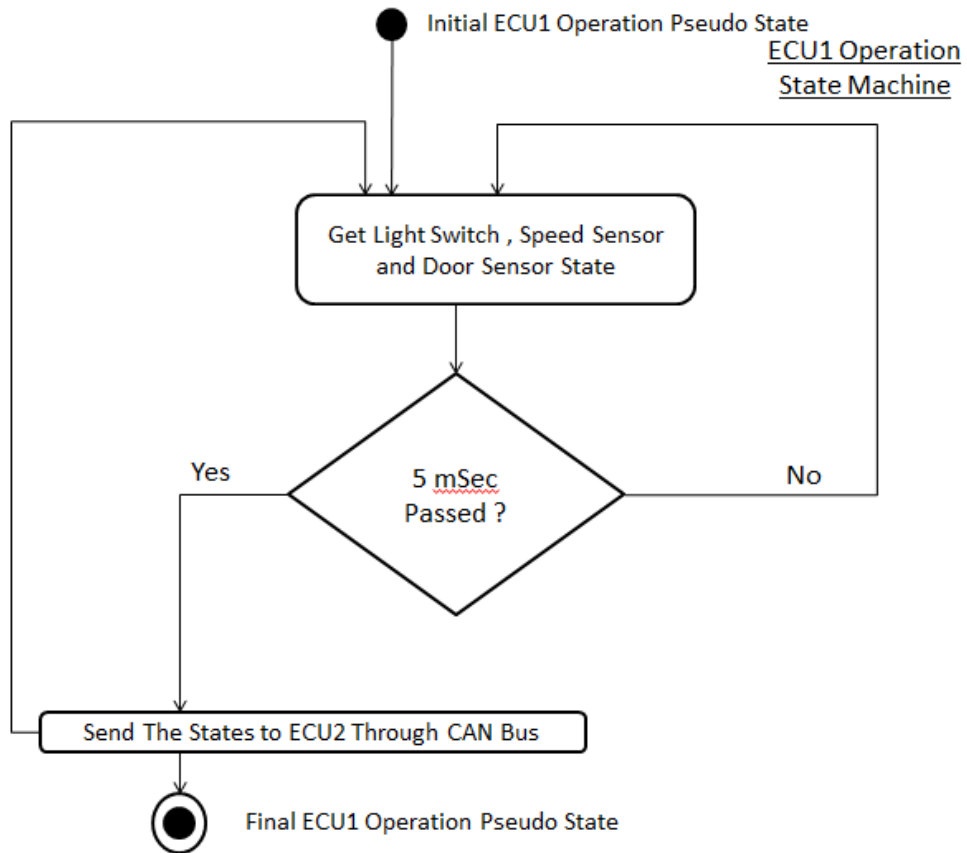 Initial ECU1 Operation Pseudo State
ECU1 Operation
State Machine
Get Light Switch , Speed Sensor
and Door Sensor State
Yes
5 mSec
Passed ?
No
Send The States to ECU2 Through CAN Bus
Final ECU1 Operation Pseudo State